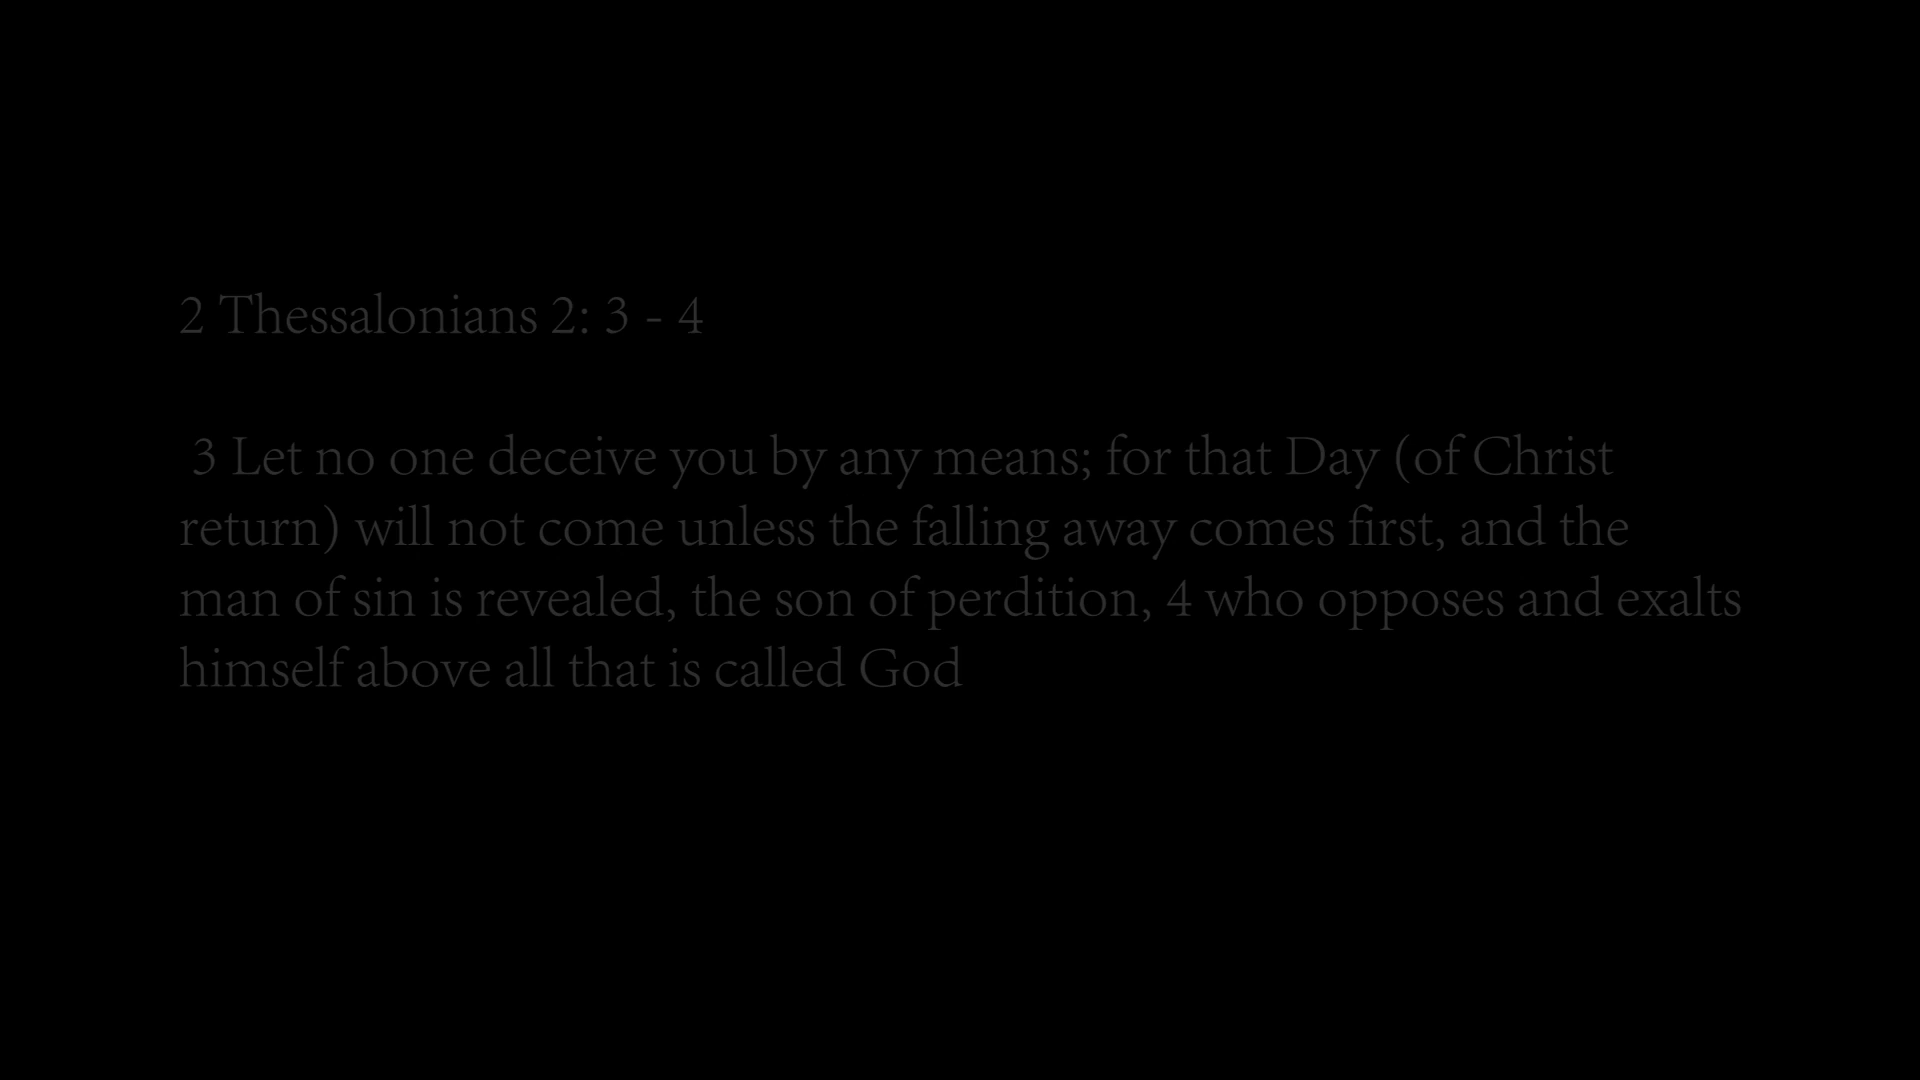 2 Thessalonians 2: 3 - 4
3 Let no one deceive you by any means; for that Day (of Christ
return) will not come unless the falling away comes first, and the
man of sin is revealed, the son of perdition, 4 who opposes and exalts
himself above all that is called God